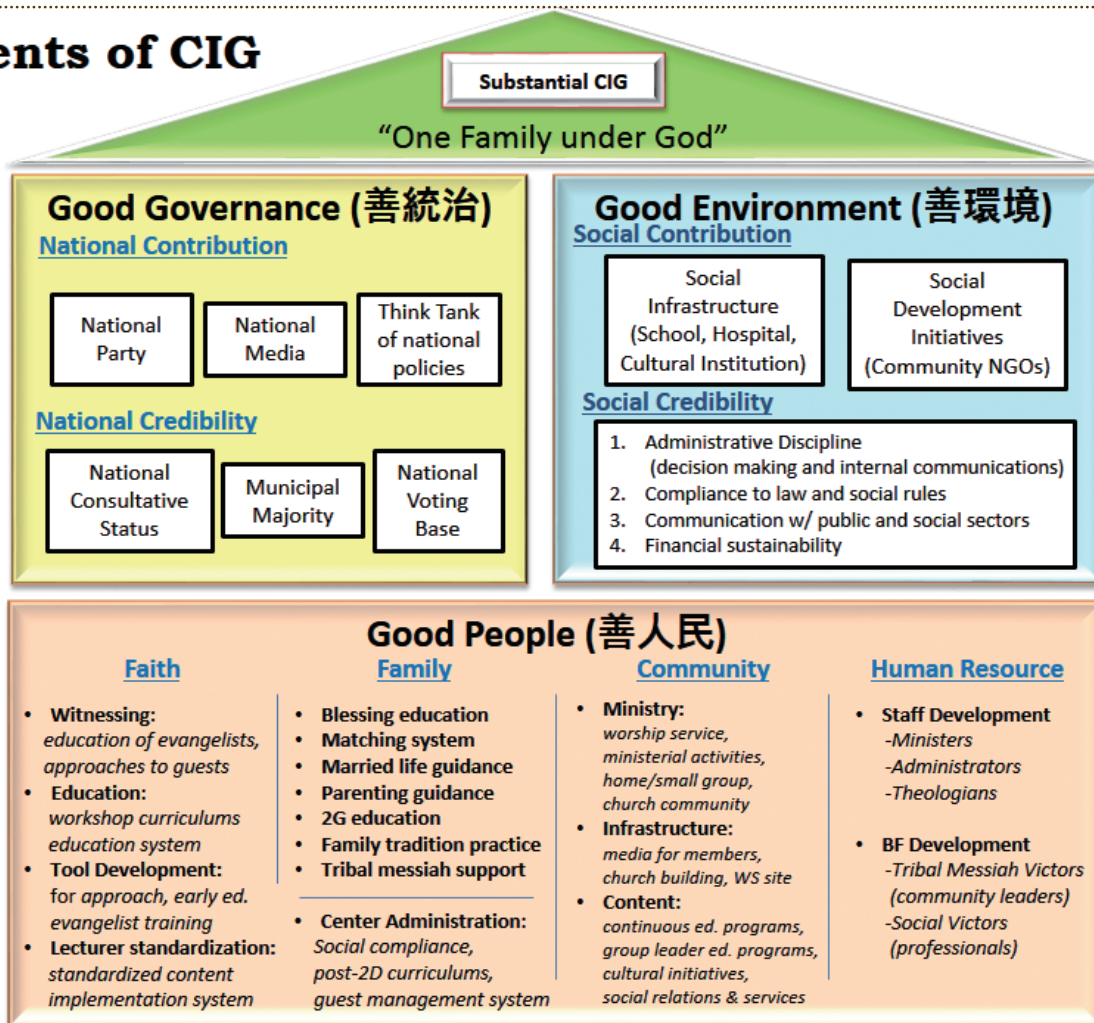 ents of CIG
Substantial CIG
“One Family under God”
Good Governance (善統治)
National Contribution
National
Party
National
Media
Think Tank
of national
policies
National Credibility
National
Consultative
Status
Municipal
Majority
National
Voting
Base
Good Environment (善環境)
Social Contribution
Social
Infrastructure
(School, Hospital,
Cultural Institution)
Social
Development
Initiatives
(Community NGOs)
Social Credibility
1. Administrative Discipline
(decision making and internal communications)
2. Compliance to law and social rules
3. Communication w/ public and social sectors
4. Financial sustainability
Good People (善人民)
Faith
• Witnessing:
education of evangelists,
approaches to guests
• Education:
workshop curriculums
education system
• Tool Development:
for approach, early ed.
evangelist training
• Lecturer standardization:
standardized content
implementation system
Family
• Blessing education
• Matching system
• Married life guidance
• Parenting guidance
• 2G education
• Family tradition practice
• Tribal messiah support
• Center Administration:
Social compliance,
post-2D curriculums,
guest management system
Community
• Ministry:
worship service,
ministerial activities,
home/small group,
church community
• Infrastructure:
media for members,
church building, WS site
• Content:
continuous ed. programs,
group leader ed. programs,
cultural initiatives,
social relations & services
Human Resource
• Staff Development
-Ministers
-Administrators
-Theologians
• BF Development
-Tribal Messiah Victors
(community leaders)
-Social Victors
(professionals)